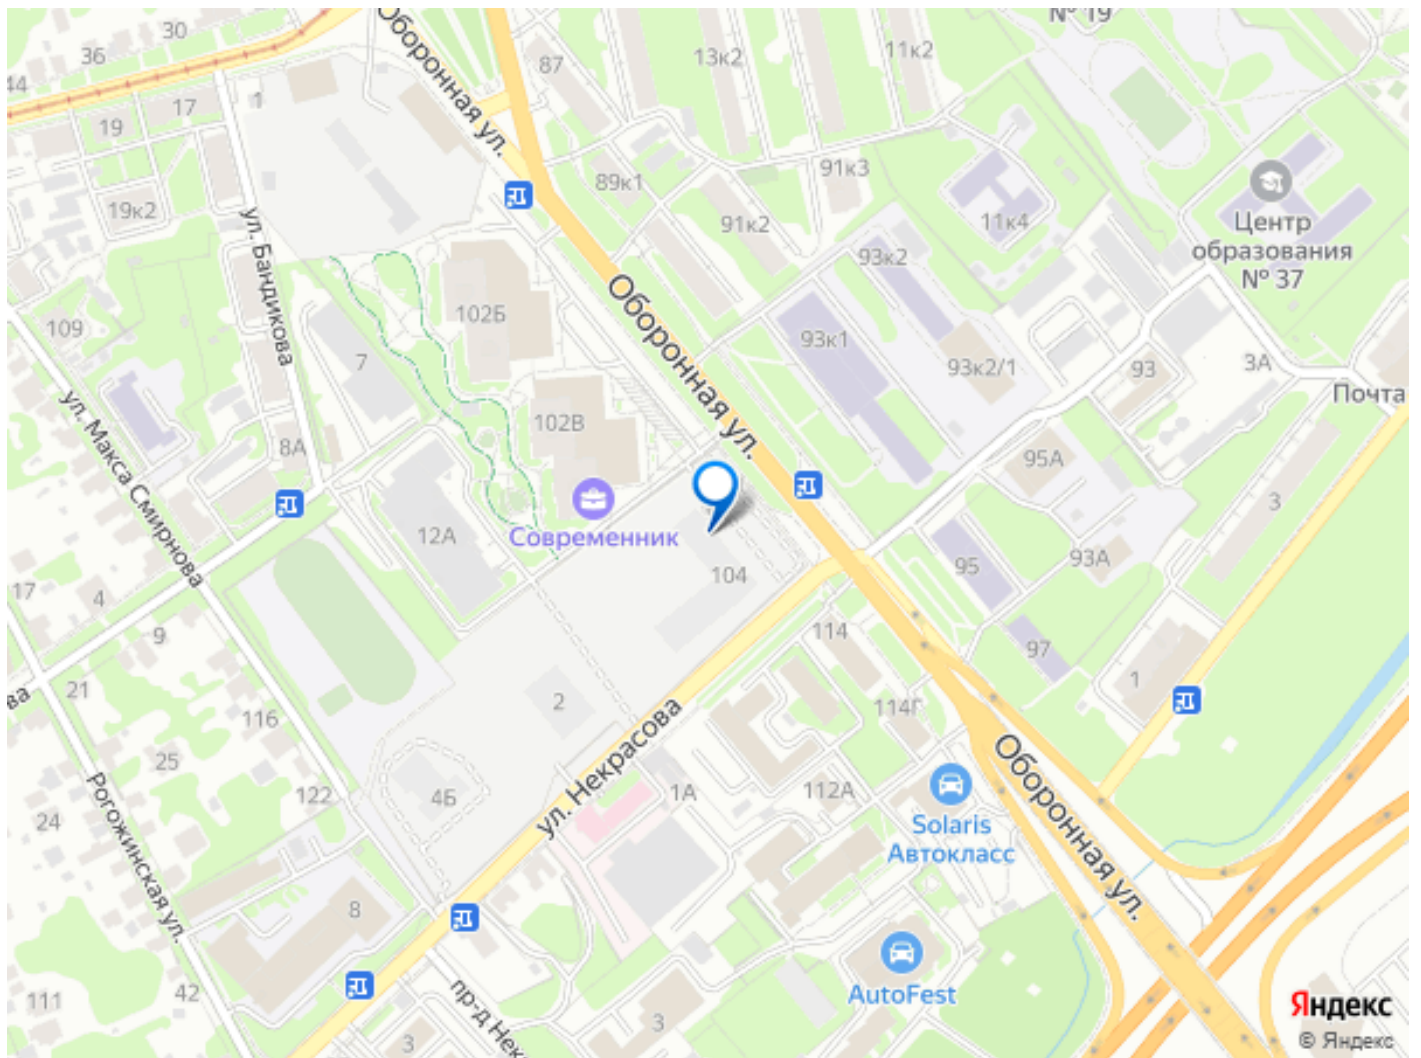 № 19
30
36
44
17
19
1
19к2
Оборонная ул.
87
13к2
11к2
91к3
89к1
91к2
11к4
93к2
Центр
образования
№ 37
ул. Бандикова
109
102Б
7
Оборонная ул.
93к1
93к2/1
93
3А
Почта
102В
8А
ул. Макса Смирнова
95А
3
12А
Современник
104
95
93А
17
4
9
114
97
1
ва
21
116
2
114Г
25
122
4Б
ул. Некрасова
1А
112А
Оборонная ул.
Solaris
Автокласс
24
Рогожинская ул.
8
42
111
AutoFest
пр-д Нек
3
3
Яндекс
© Яндекс